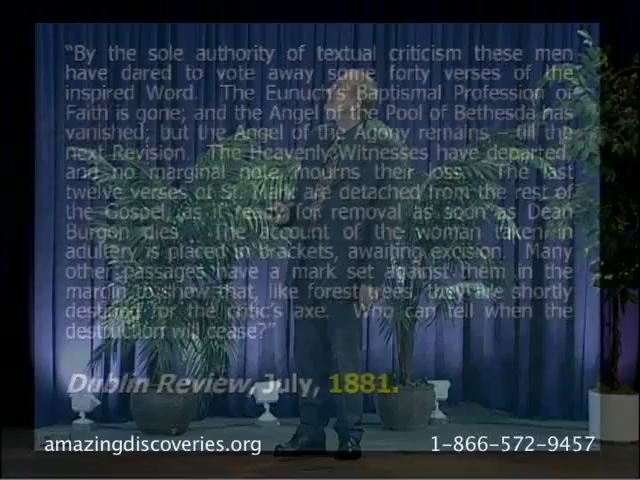 “By the sole authority of textual criticism these men
have dared to vote away some forty verses of the
inspired Word. The Eunuch's Baptismal Profession of
Faith is gone; and the Angel of the Pool of Bethesda has
vanished; but the Angel of the Agony remains – till the
next Revision. The Heavenly Witnesses have departed,
and no marginal note mourns their loss. The last
twelve verses of St. Mark are detached from the rest of
the Gospel, as if ready for removal as soon as Dean
Burgon dies. The account of the woman taken in
adultery is placed in brackets, awaiting excision. Many
other passages have a mark set against them in the
margin to show that, like forest trees, they are shortly
destined for the critic's axe. Who can tell when the
destruction will cease?”
Dublin Review, July, 1881.
amazingdiscoveries.org 1-866-572-9457